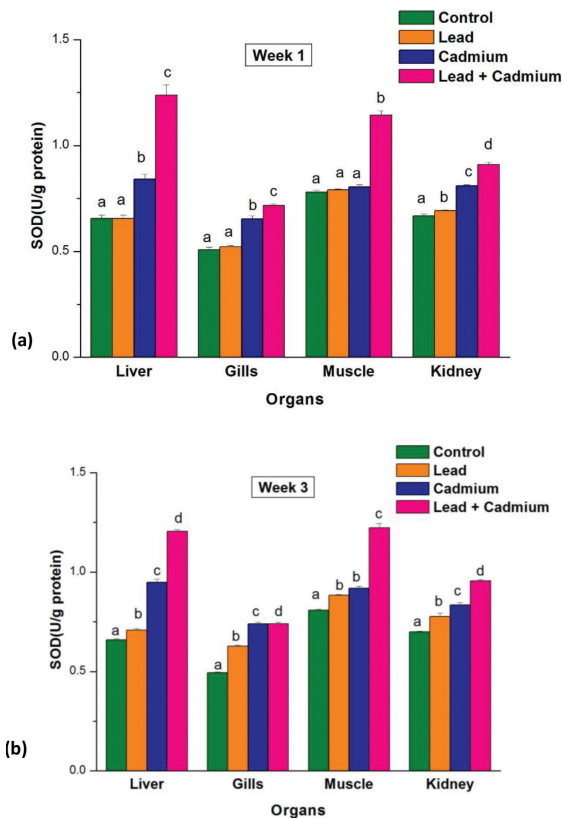 Control
Lead
Cadmium
Lead + Cadmium
Week 1
1.5
1.0
0.5
0.0
SOD(U/g protein)
a a b c
a a b c
a a a b
a b c d
(a)
Liver Gills Muscle Kidney
Organs
Control
Lead
Cadmium
Lead + Cadmium
Week 3
1.5
1.0
0.5
0.0
SOD(U/g protein)
a b c d
a b c d
a b b c
a b c d
(b)
Liver Gills Muscle Kidney
Organs